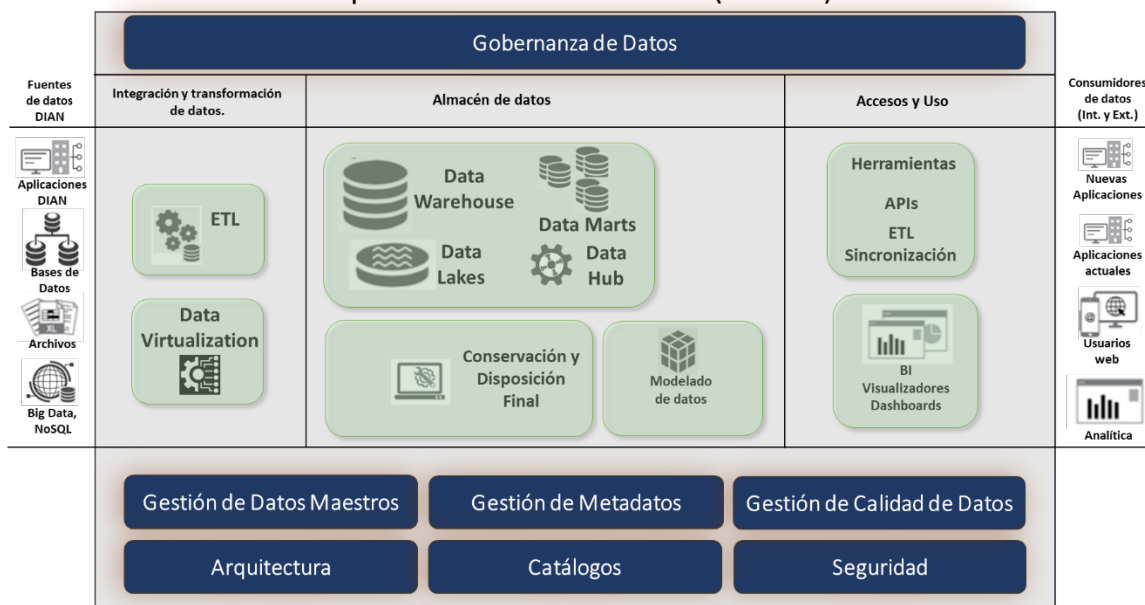 Gobernanza de Datos
Fuentes
de datos
DIAN
Integración y transformación
de datos.
Almacén de datos
Accesos y Uso
Consumidores
de datos
(Int. y Ext.)
Aplicaciones
DIAN
Bases de
Datos
XL
Archivos
Big Data,
NoSQL
ETL
Data
Virtualization
Data
Warehouse
Data Marts
Data
Lakes
Data
Hub
Conservación y
Disposición
Final
Modelado
de datos
Herramientas
APIs
ETL
Sincronización
BI
Visualizadores
Dashboards
Nuevas
Aplicaciones
Aplicaciones
actuales
@
Usuarios
web
Analítica
Gestión de Datos Maestros
Gestión de Metadatos
Gestión de Calidad de Datos
Arquitectura
Catálogos
Seguridad